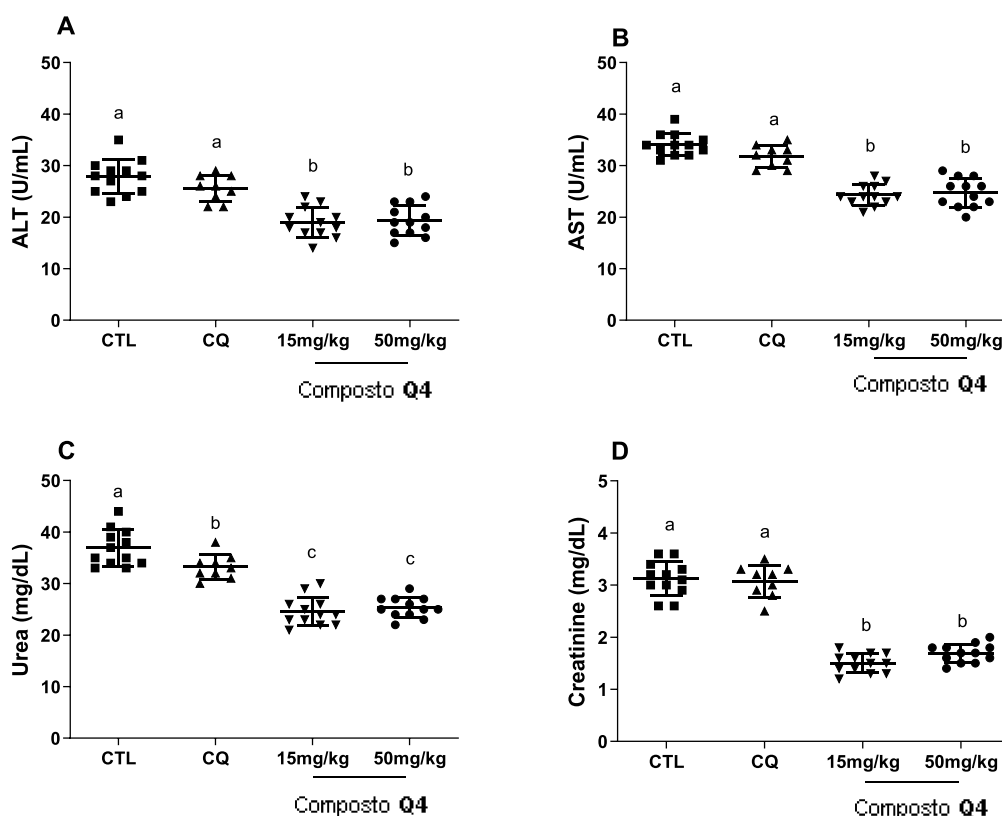 A
50
40
30
20
10
0
ALT (U/mL)
a
a
b
b
CTL CQ 15mg/kg 50mg/kg
Composto Q4
B
50
40
30
20
10
0
AST (U/mL)
a
a
b
b
CTL CQ 15mg/kg 50mg/kg
Composto Q4
C
50
40
30
20
10
0
Urea (mg/dL)
a
b
c
c
CTL CQ 15mg/kg 50mg/kg
Composto Q4
D
5
4
3
2
1
0
Creatinine (mg/dL)
a
a
b
b
CTL CQ 15mg/kg 50mg/kg
Composto Q4